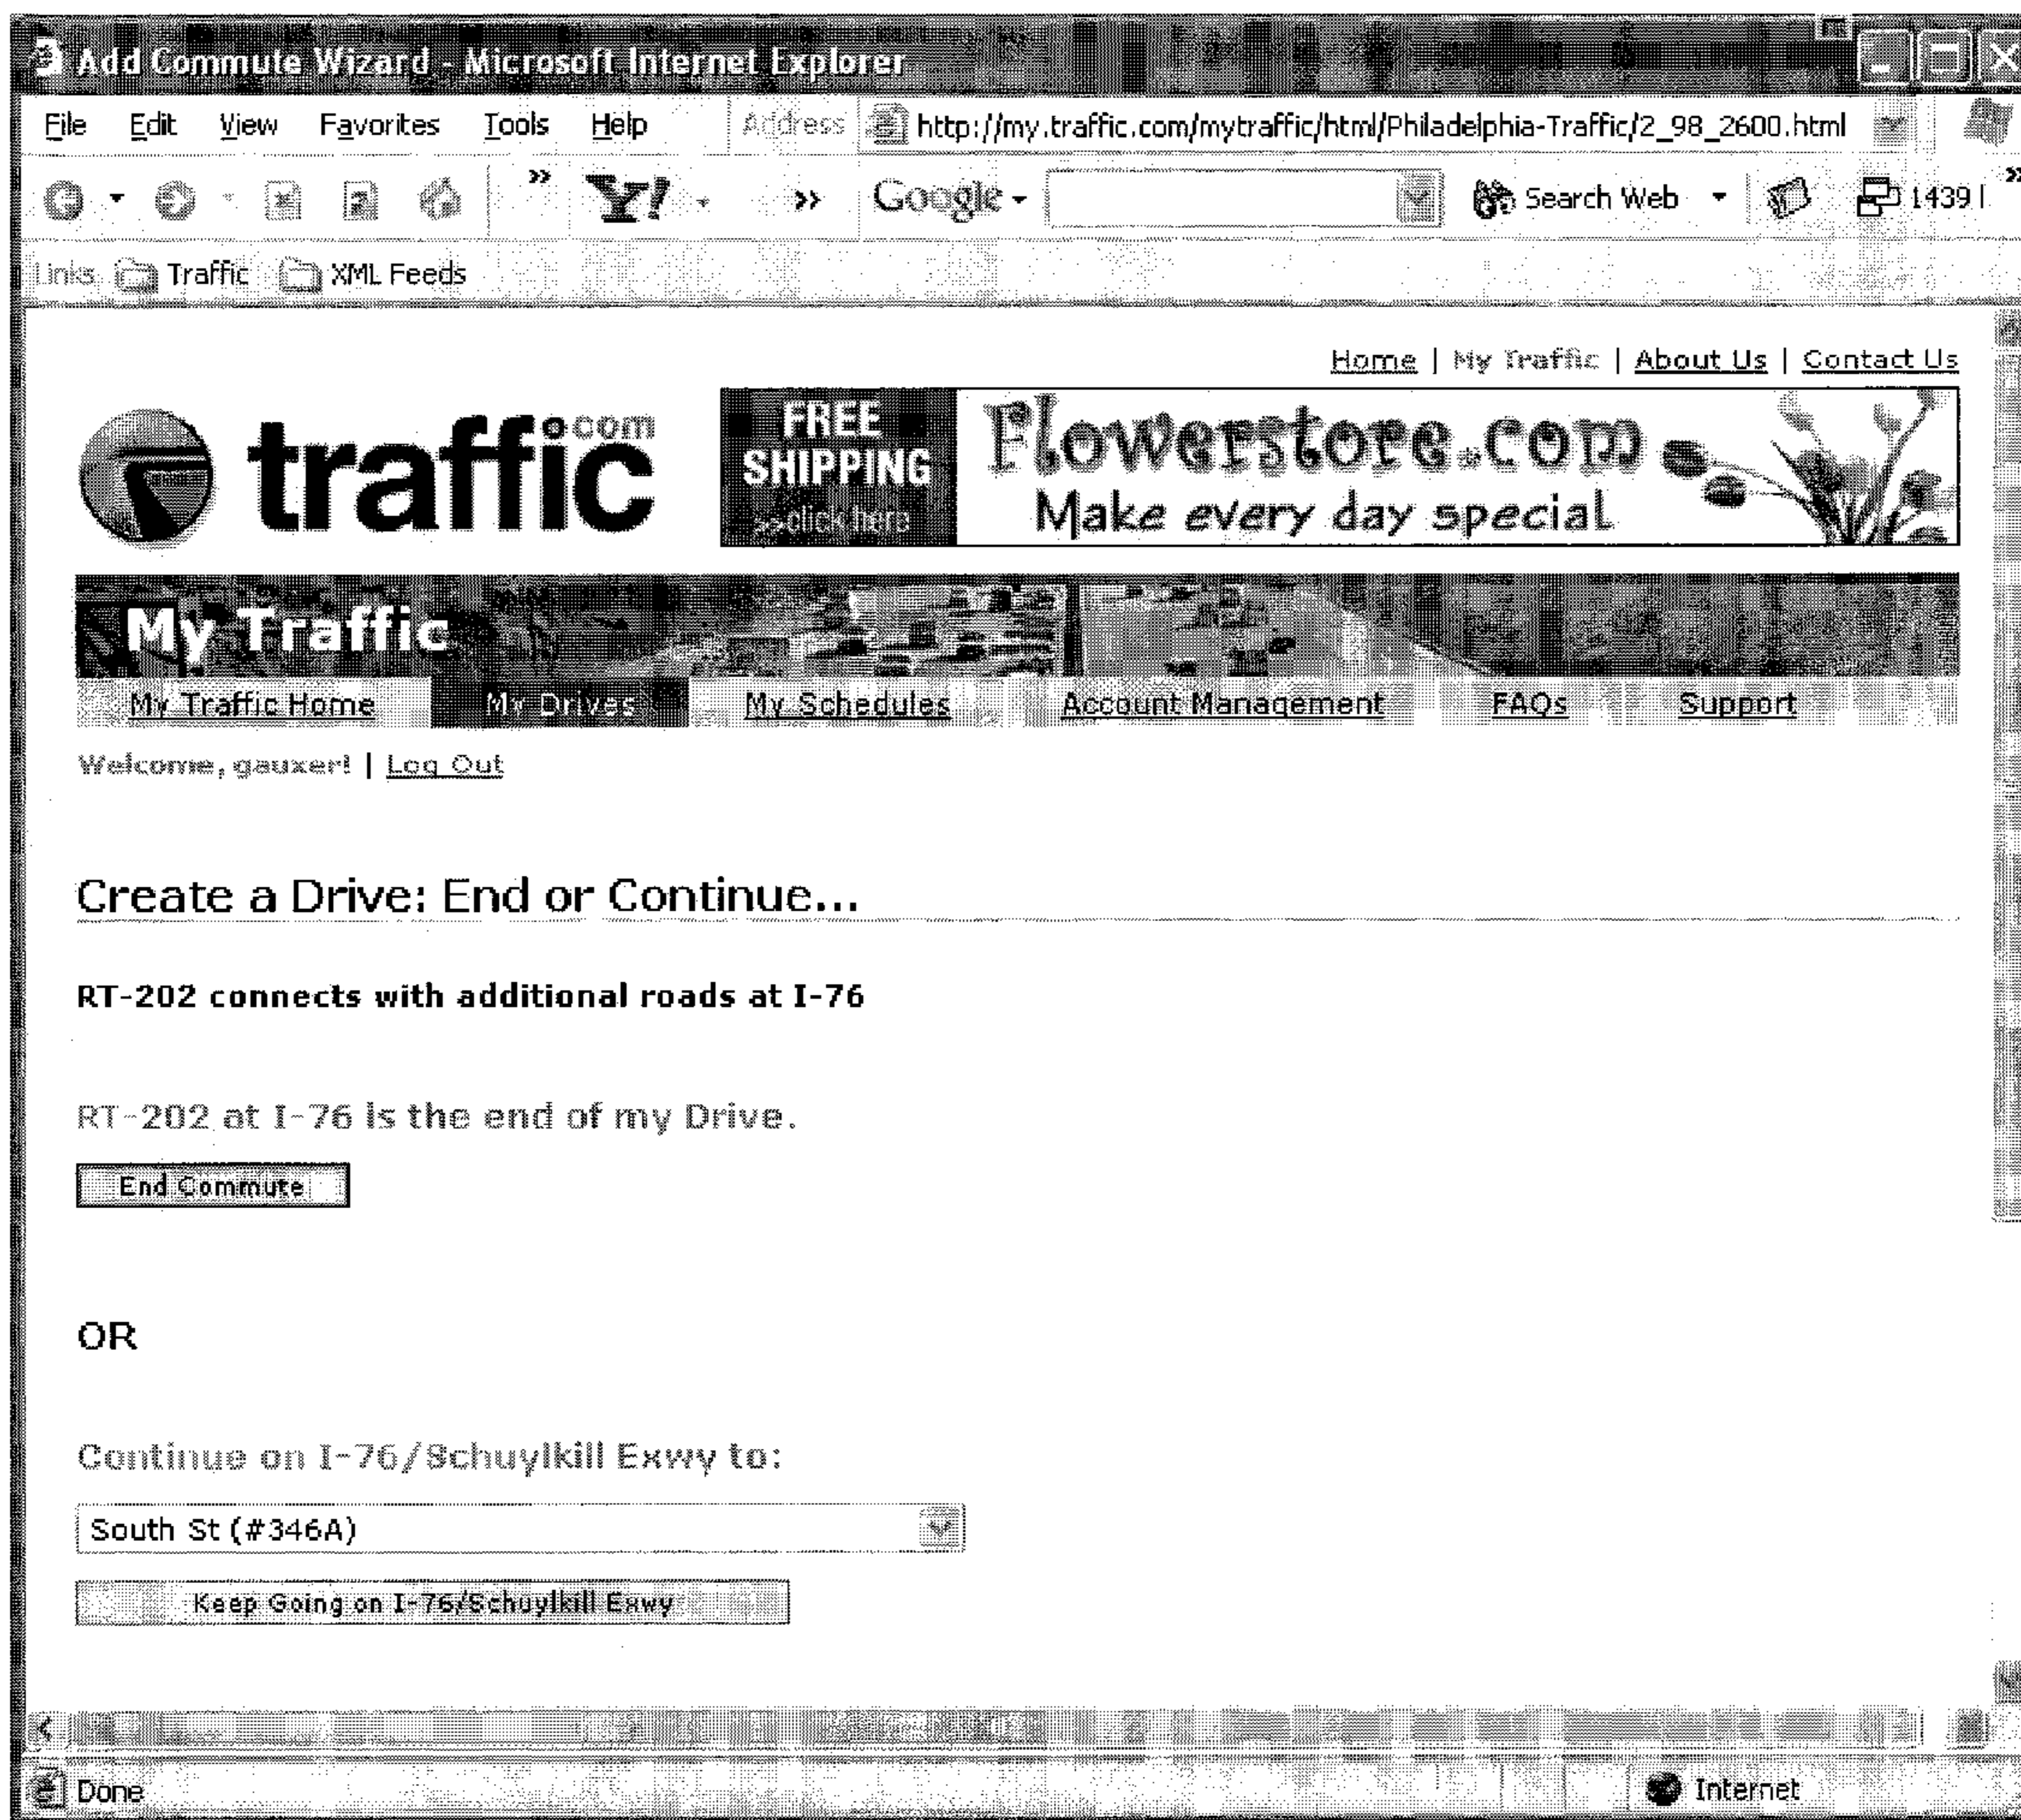 Add Commute Wizard - Microsoft Internet Explorer
File Edit View Favorites Tools Help Address http://my.traffic.com/mytraffic/html/Philadelphia-Traffic/2_98_2600.html
» Y! » Google Search Web 1439 | »
Links Traffic XML Feeds
Home | My Traffic | About Us | Contact Us
traffic.com
FREE SHIPPING >>click here
Flowerstore.com
Make every day special
My Traffic
My Traffic Home My Drives My Schedules Account Management FAQs Support
Welcome, gauxer! | Log Out
Create a Drive: End or Continue...
RT-202 connects with additional roads at I-76
RT-202 at I-76 is the end of my Drive.
End Commute
OR
Continue on I-76/Schuylkill Exwy to:
South St (#346A)
Keep Going on I-76/Schuylkill Exwy
Done Internet